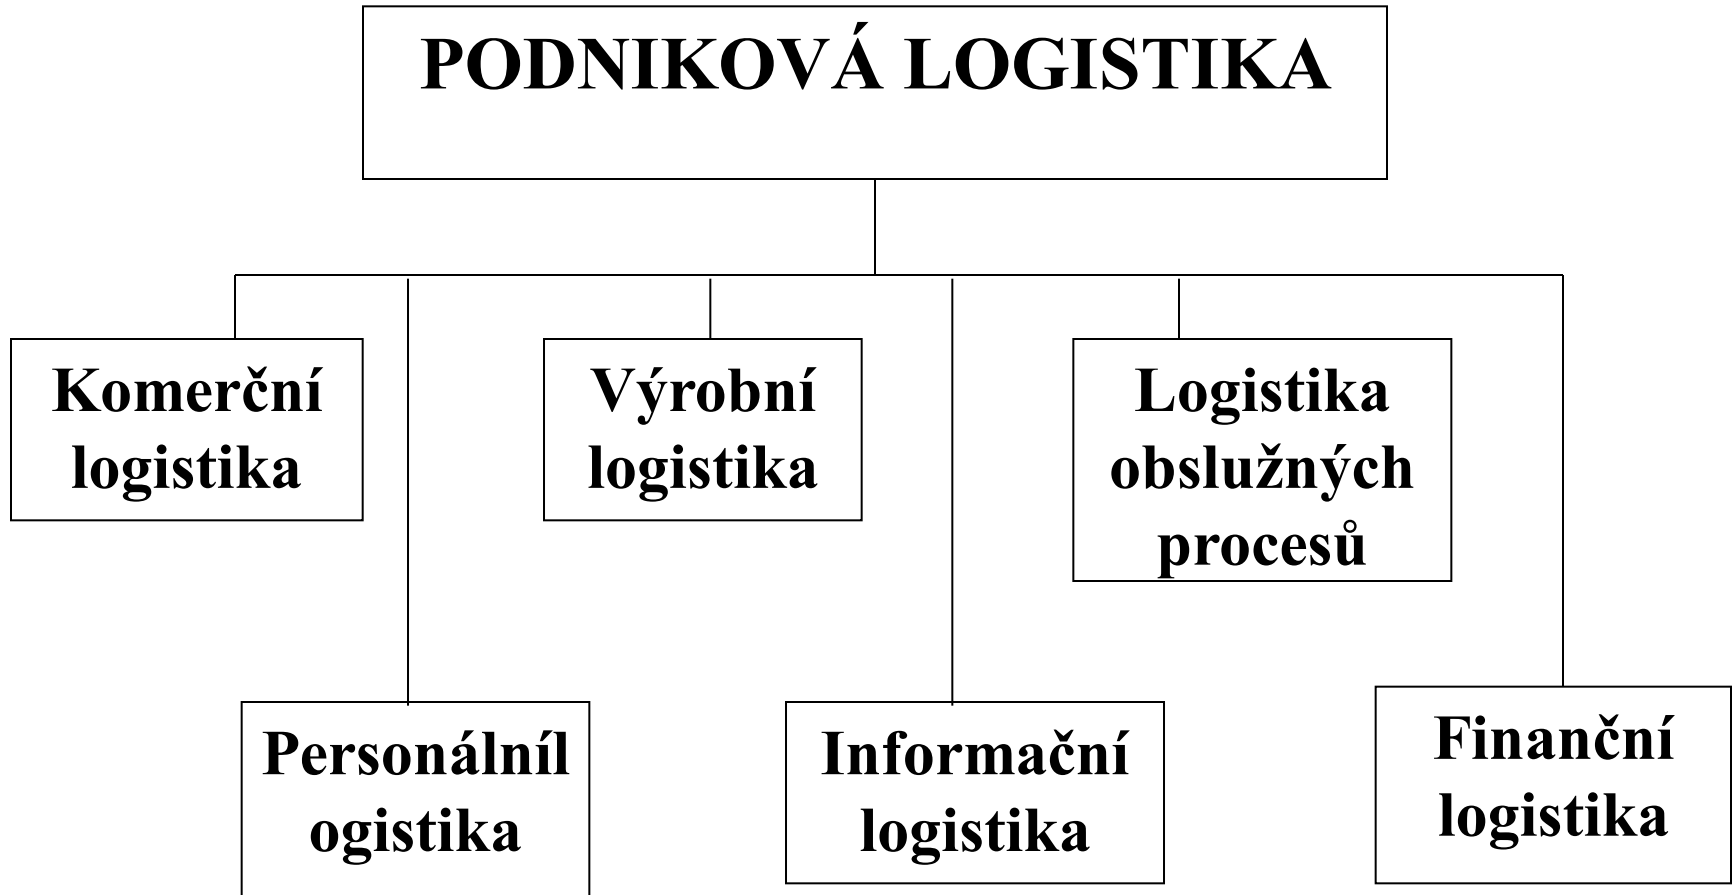 PODNIKOVÁ LOGISTIKA
Komerční
logistika
Výrobní
logistika
Logistika
obslužných
procesů
Personálníl
ogistika
Informační
logistika
Finanční
logistika